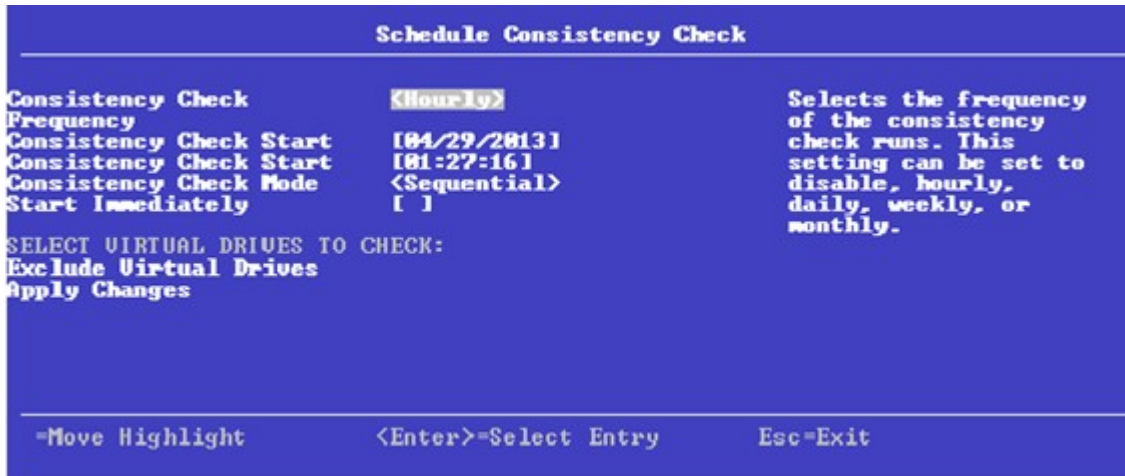 Schedule Consistency Check
Consistency Check <Hourly>
Frequency
Consistency Check Start [04/29/2013]
Consistency Check Start [01:27:16]
Consistency Check Mode <Sequential>
Start Immediately [ ]
SELECT VIRTUAL DRIVES TO CHECK:
Exclude Virtual Drives
Apply Changes
Selects the frequency
of the consistency
check runs. This
setting can be set to
disable, hourly,
daily, weekly, or
monthly.
=Move Highlight <Enter>=Select Entry Esc=Exit